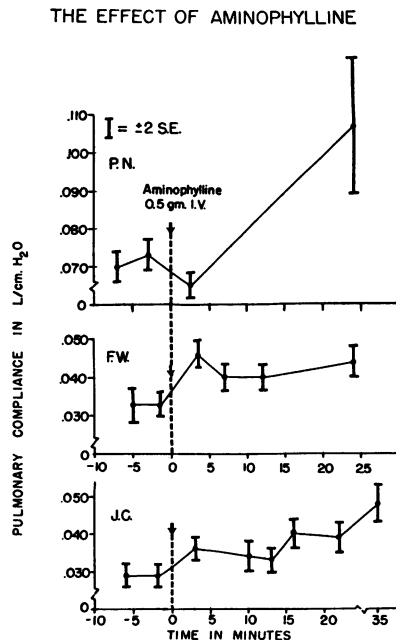 THE EFFECT OF AMINOPHYLLINE
.110
I = ±2 S.E.
.100
P.N.
.090
Aminophylline
0.5 gm. I.V.
.080
.070
0
.050
F.W.
.040
.030
0
-10 -5 0 5 10 15 20 25
.050
J.G.
.040
.030
0
-10 -5 0 5 10 15 20 35
TIME IN MINUTES
PULMONARY COMPLIANCE IN L/cm. H₂O